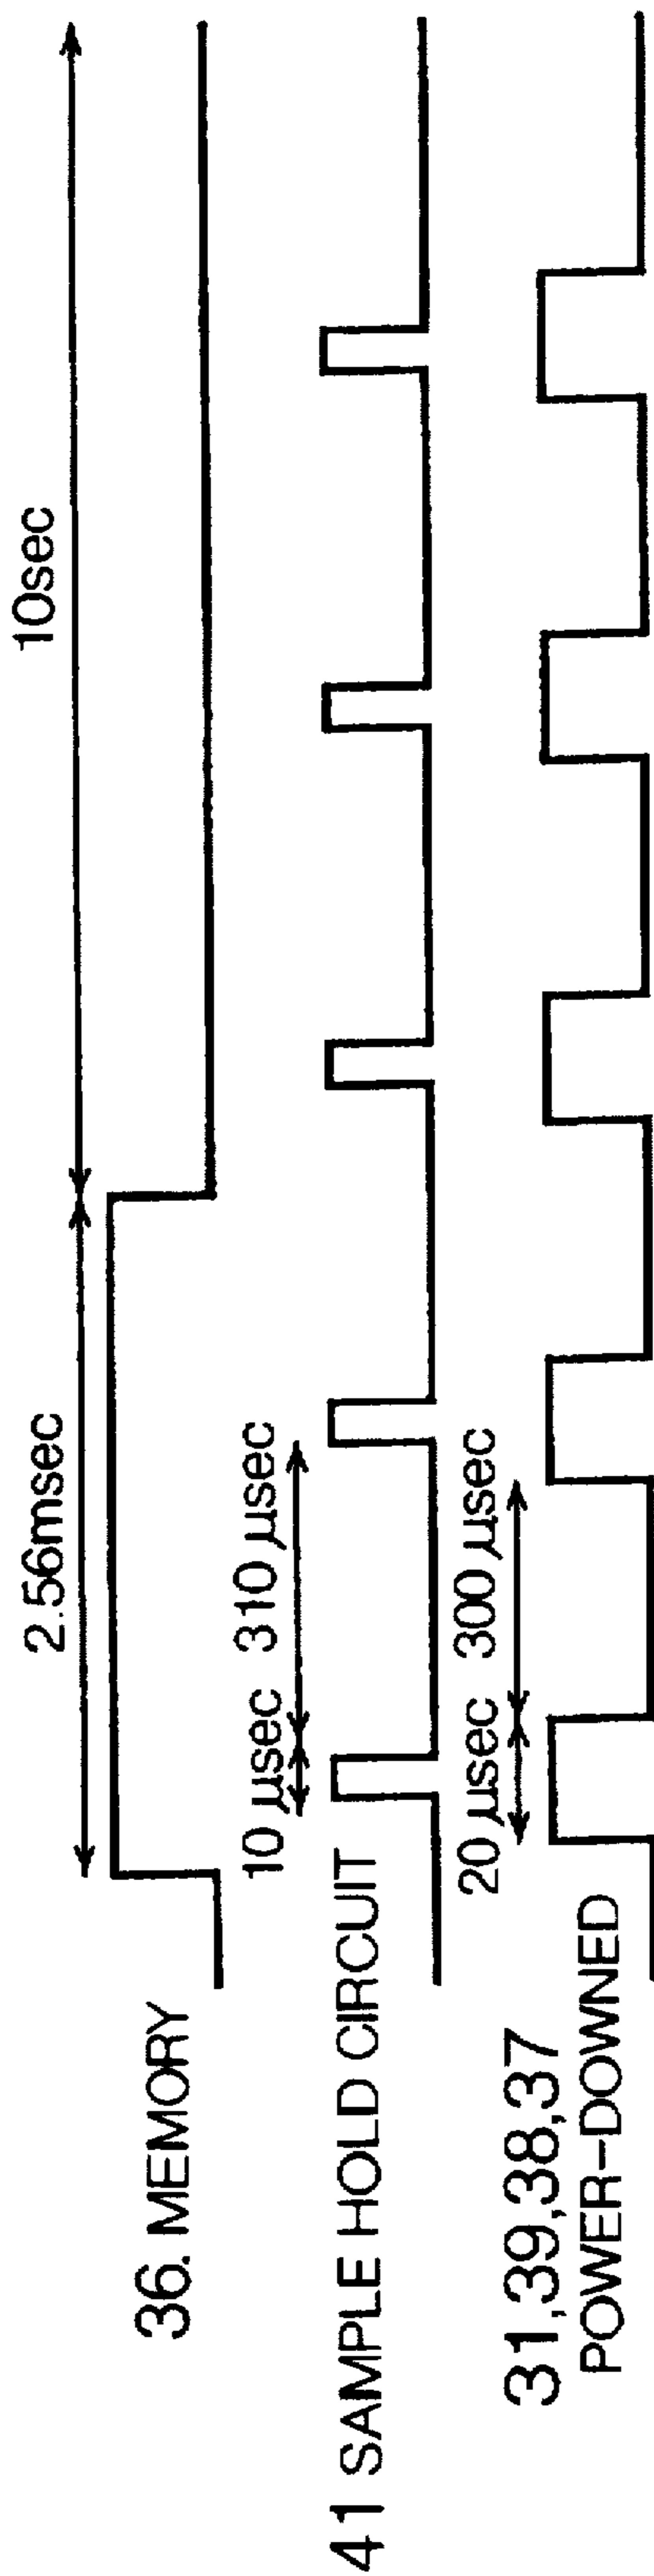 2.56msec
10sec
36. MEMORY
10 μsec
310 μsec
41 SAMPLE HOLD CIRCUIT
20 μsec
300 μsec
31,39,38,37
POWER-DOWNED